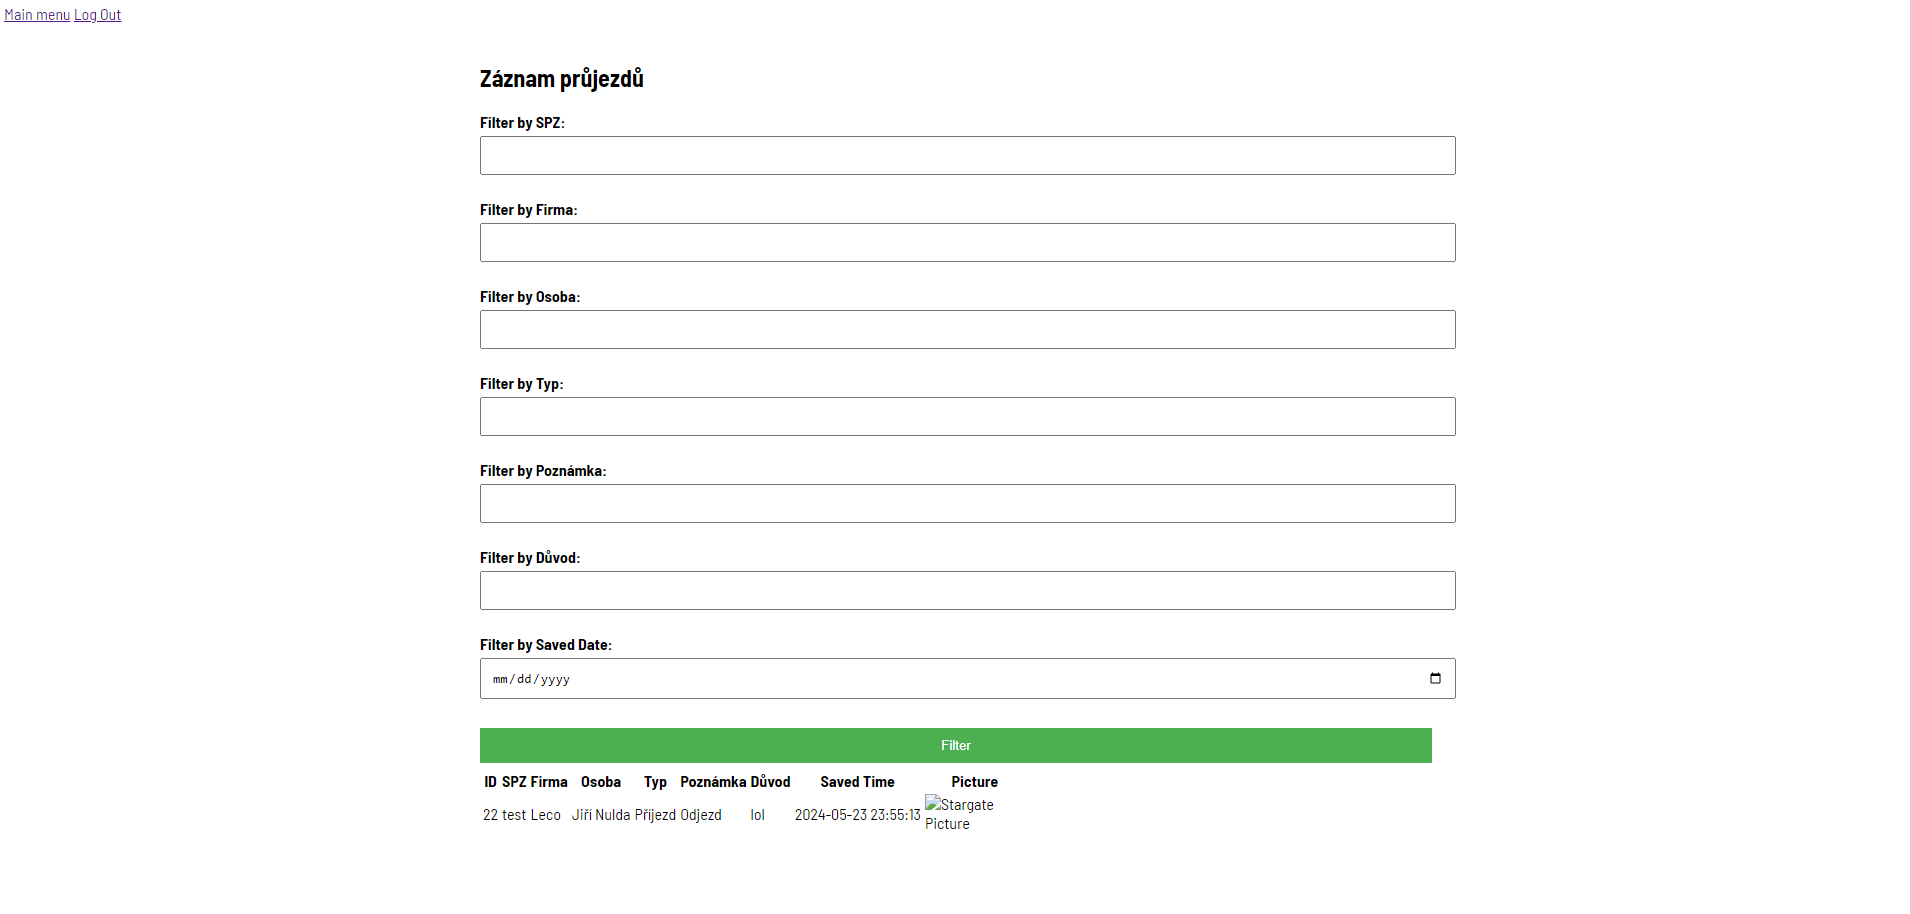 Main menu Log Out
Záznam průjezdů
Filter by SPZ:
Filter by Firma:
Filter by Osoba:
Filter by Typ:
Filter by Poznámka:
Filter by Důvod:
Filter by Saved Date:
mm/dd/yyyy
Filter
ID SPZ Firma Osoba Typ Poznámka Důvod Saved Time Picture
22 test Leco Jiří Nulda Příjezd Odjezd lol 2024-05-23 23:55:13 Stargate
Picture